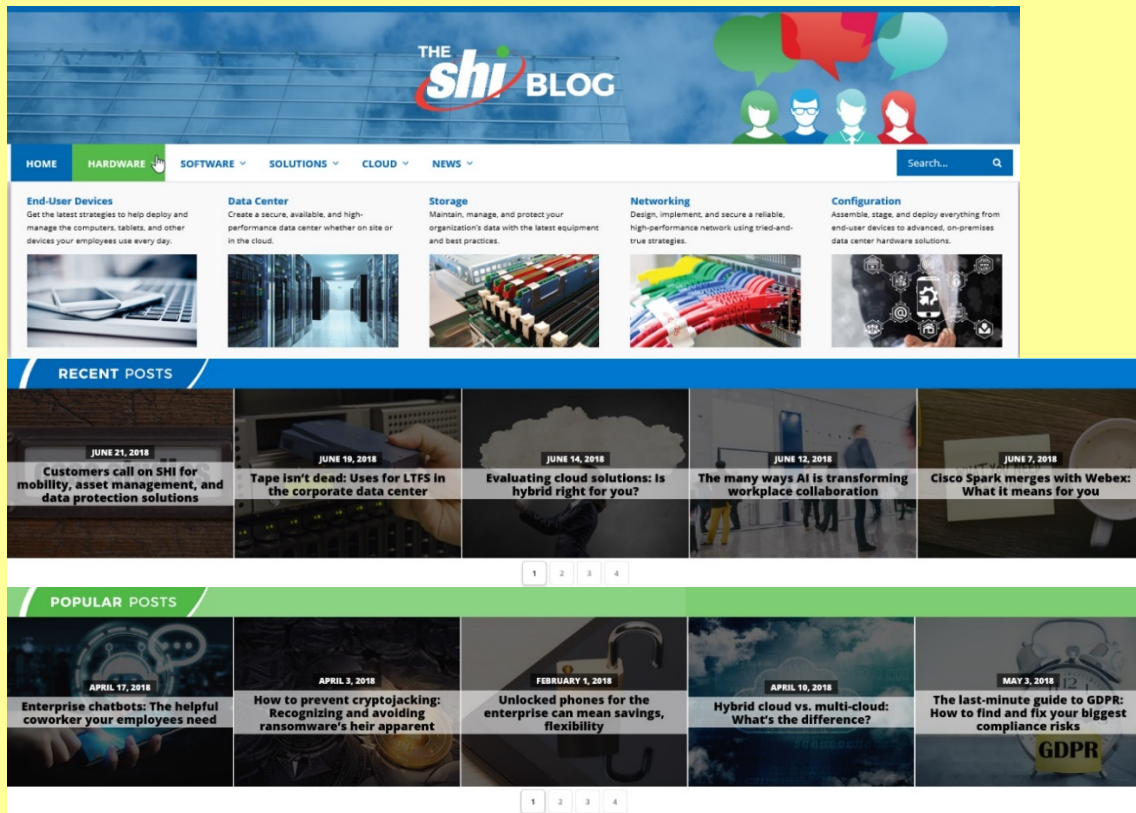 THE
shi BLOG
HOME HARDWARE SOFTWARE SOLUTIONS CLOUD NEWS Search...
End-User Devices
Get the latest strategies to help deploy and
manage the computers, tablets, and other
devices your employees use every day.
Data Center
Create a secure, available, and high-
performance data center whether on site or
in the cloud.
Storage
Maintain, manage, and protect your
organization's data with the latest equipment
and best practices.
Networking
Design, implement, and secure a reliable,
high-performance network using tried-and-
true strategies.
Configuration
Assemble, stage, and deploy everything from
end-user devices to advanced, on-premises
data center hardware solutions.
RECENT POSTS
JUNE 21, 2018
Customers call on SHI for
mobility, asset management, and
data protection solutions
JUNE 19, 2018
Tape isn't dead: Uses for LTFS in
the corporate data center
JUNE 14, 2018
Evaluating cloud solutions: Is
hybrid right for you?
JUNE 12, 2018
The many ways AI is transforming
workplace collaboration
JUNE 7, 2018
Cisco Spark merges with Webex:
What it means for you
1 2 3 4
POPULAR POSTS
APRIL 17, 2018
Enterprise chatbots: The helpful
coworker your employees need
APRIL 3, 2018
How to prevent cryptojacking:
Recognizing and avoiding
ransomware's heir apparent
FEBRUARY 1, 2018
Unlocked phones for the
enterprise can mean savings,
flexibility
APRIL 10, 2018
Hybrid cloud vs. multi-cloud:
What's the difference?
MAY 3, 2018
The last-minute guide to GDPR:
How to find and fix your biggest
compliance risks
12
GDPR
1 2 3 4